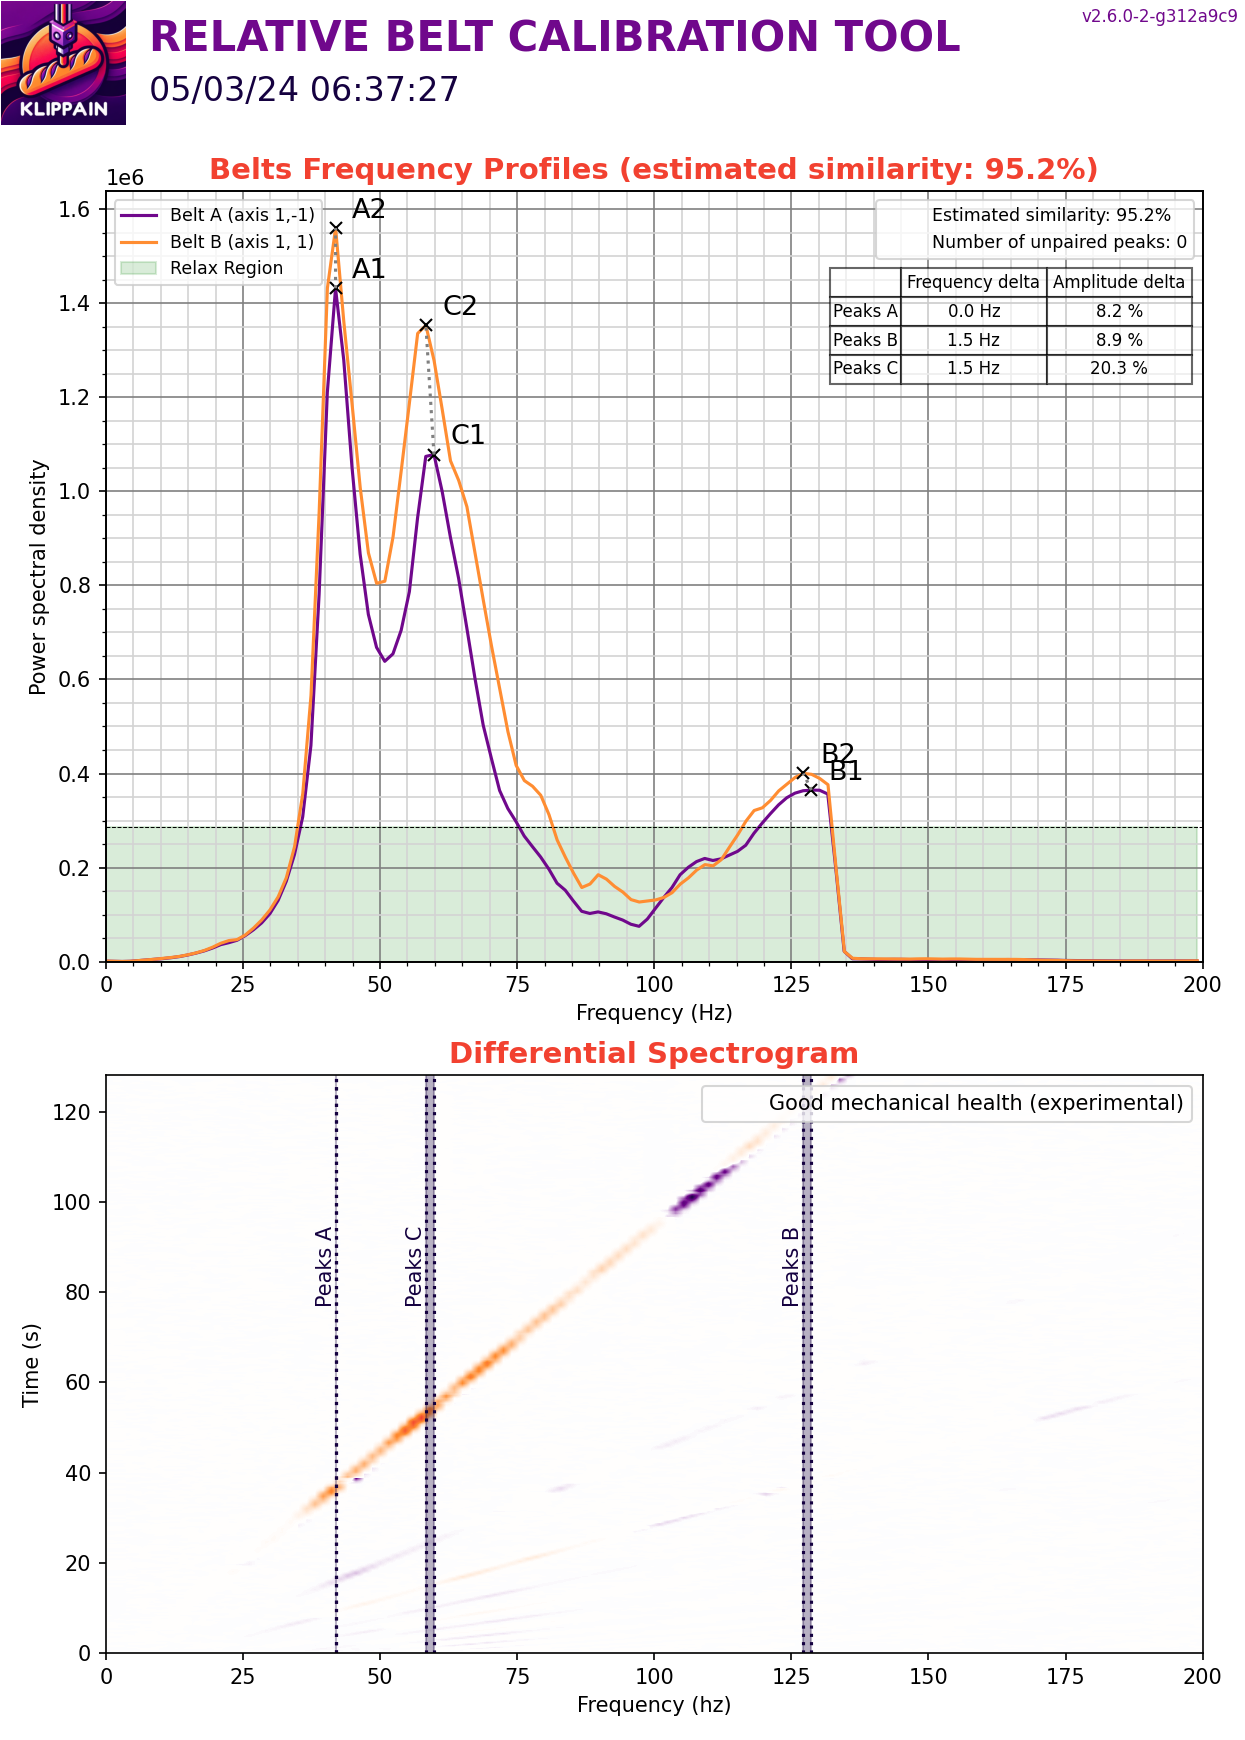 v2.6.0-2-g312a9c9
RELATIVE BELT CALIBRATION TOOL
05/03/24 06:37:27
KLIPPAIN
Belts Frequency Profiles (estimated similarity: 95.2%)
1e6
Belt A (axis 1,-1)
Belt B (axis 1, 1)
Relax Region
Estimated similarity: 95.2%
Number of unpaired peaks: 0
Frequency delta Amplitude delta
Peaks A 0.0 Hz 8.2 %
Peaks B 1.5 Hz 8.9 %
Peaks C 1.5 Hz 20.3 %
A2
A1
C2
C1
B2
B1
1.6
1.4
1.2
1.0
0.8
0.6
0.4
0.2
0.0
Power spectral density
0 25 50 75 100 125 150 175 200
Frequency (Hz)
Differential Spectrogram
Good mechanical health (experimental)
Peaks A
Peaks C
Peaks B
120
100
80
60
40
20
0
Time (s)
0 25 50 75 100 125 150 175 200
Frequency (hz)